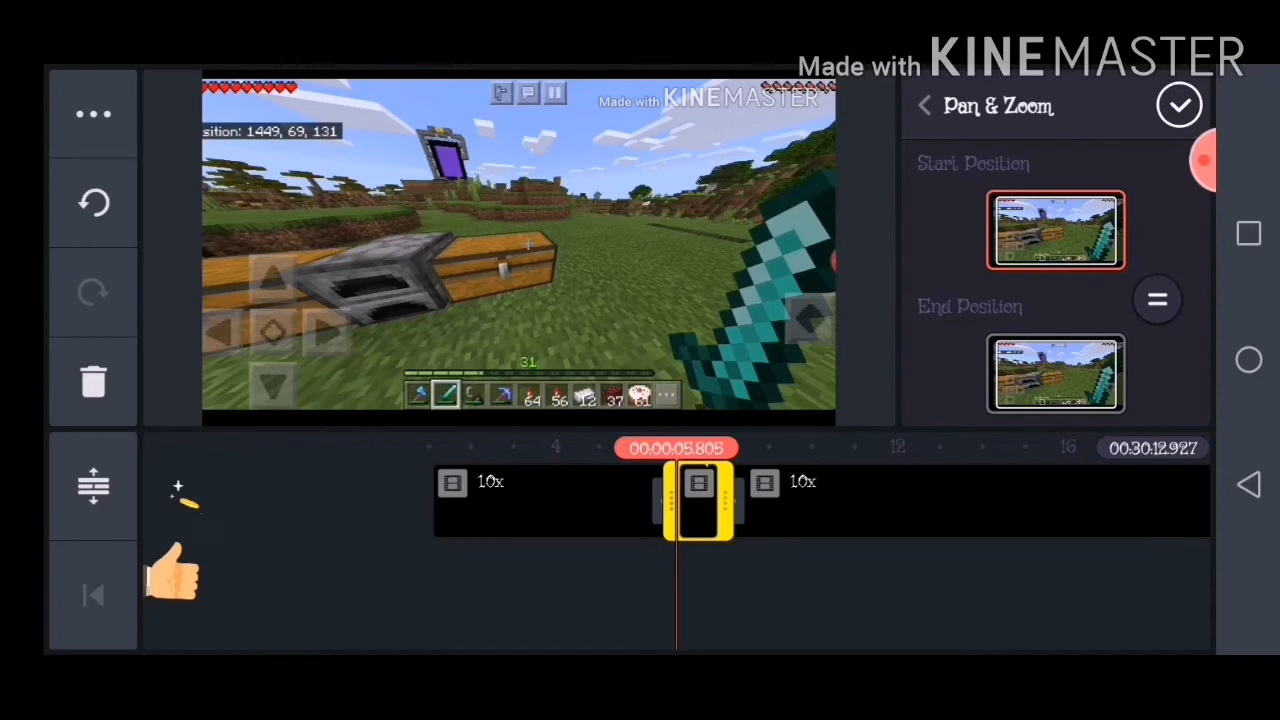 Made with KINEMASTER
Pan & Zoom
Made with KINEMASTER
sition: 1449, 69, 131
Start Position
End Position
31
64 56 12 37 61
4 00:00:05.805 12 16 00:30:12.927
10x 10x